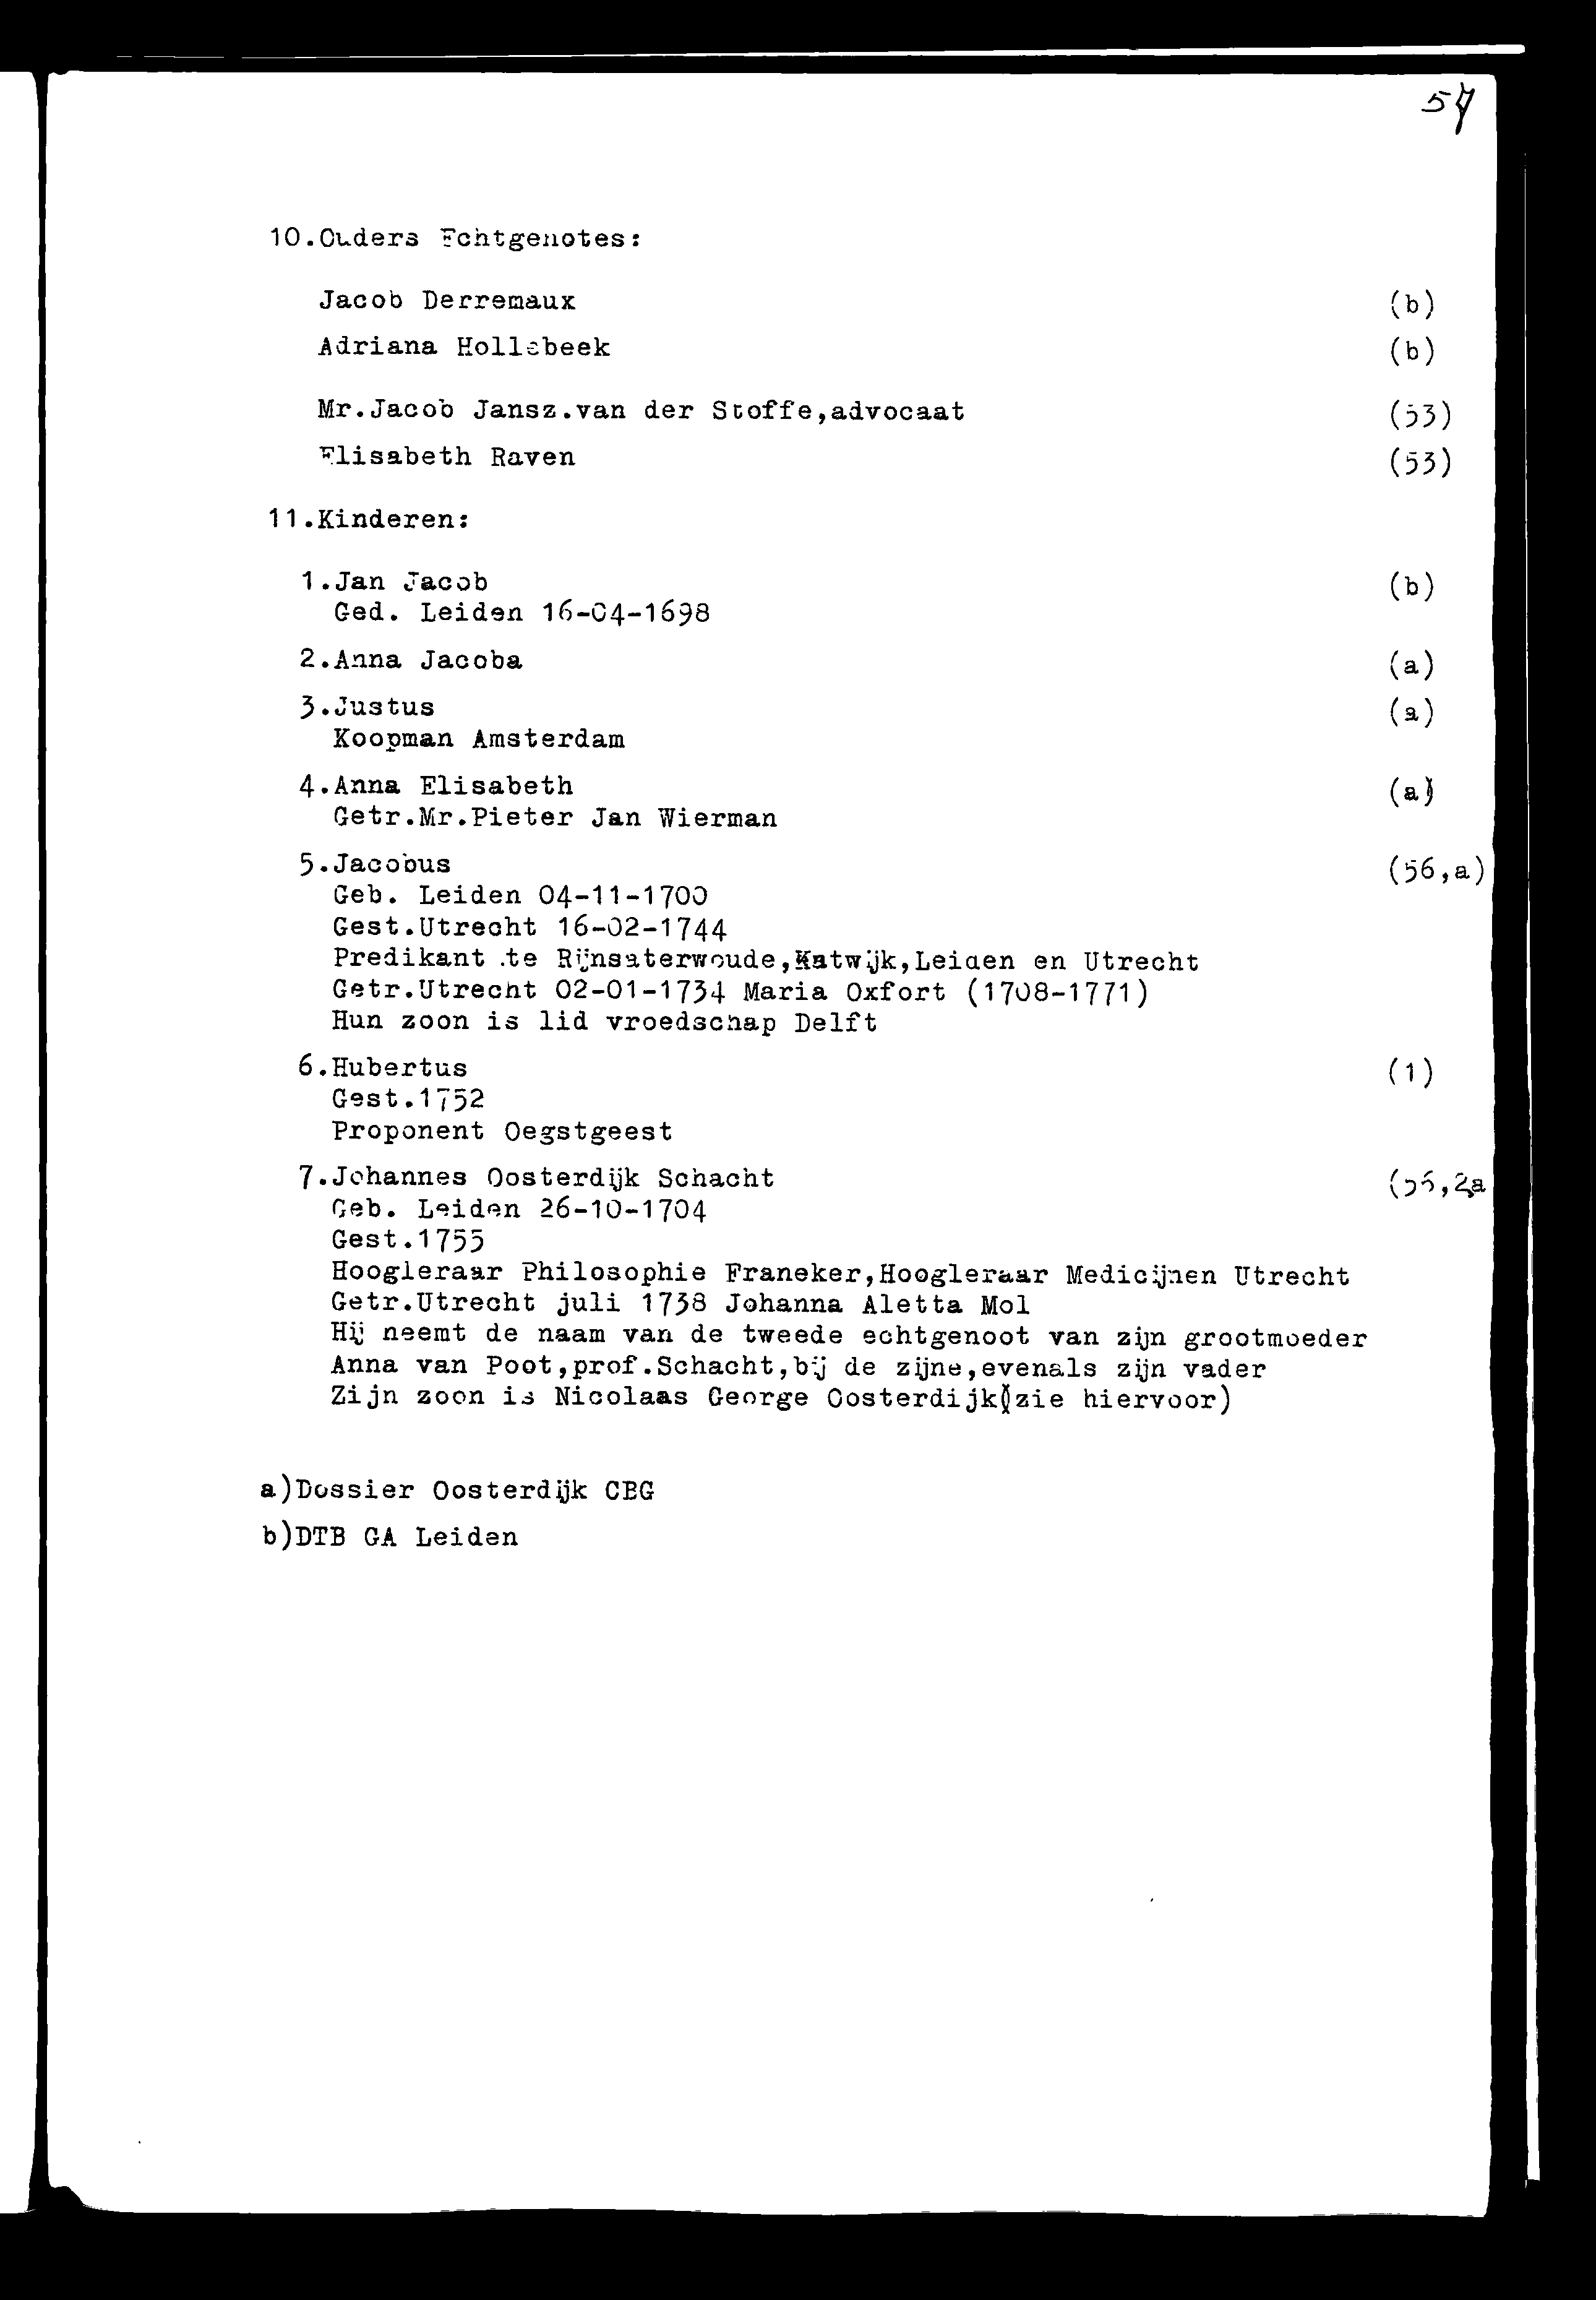 57
10.Ouders Echtgenotes:
Jacob Derremaux (b)
Adriana Hollebeek (b)
Mr.Jacob Jansz.van der Stoffe,advocaat (53)
Elisabeth Raven (53)
11.Kinderen:
1.Jan Jacob (b)
Ged. Leiden 16-04-1698
2.Anna Jacoba (a)
3.Justus (a)
Koopman Amsterdam
4.Anna Elisabeth (a)
Getr.Mr.Pieter Jan Wierman
5.Jacobus (56,a)
Geb. Leiden 04-11-1700
Gest.Utrecht 16-02-1744
Predikant te Rijnsaterwoude,Katwijk,Leiden en Utrecht
Getr.Utrecht 02-01-1734 Maria Oxfort (1708-1771)
Hun zoon is lid vroedschap Delft
6.Hubertus (1)
Gest.1752
Proponent Oegstgeest
7.Johannes Oosterdijk Schacht (56,2a
Geb. Leiden 26-10-1704
Gest.1755
Hoogleraar Philosophie Franeker,Hoogleraar Medicijnen Utrecht
Getr.Utrecht juli 1738 Johanna Aletta Mol
Hij neemt de naam van de tweede echtgenoot van zijn grootmoeder
Anna van Poot,prof.Schacht,bij de zijne,evenals zijn vader
Zijn zoon is Nicolaas George Oosterdijk(zie hiervoor)
a)Dossier Oosterdijk CBG
b)DTB GA Leiden